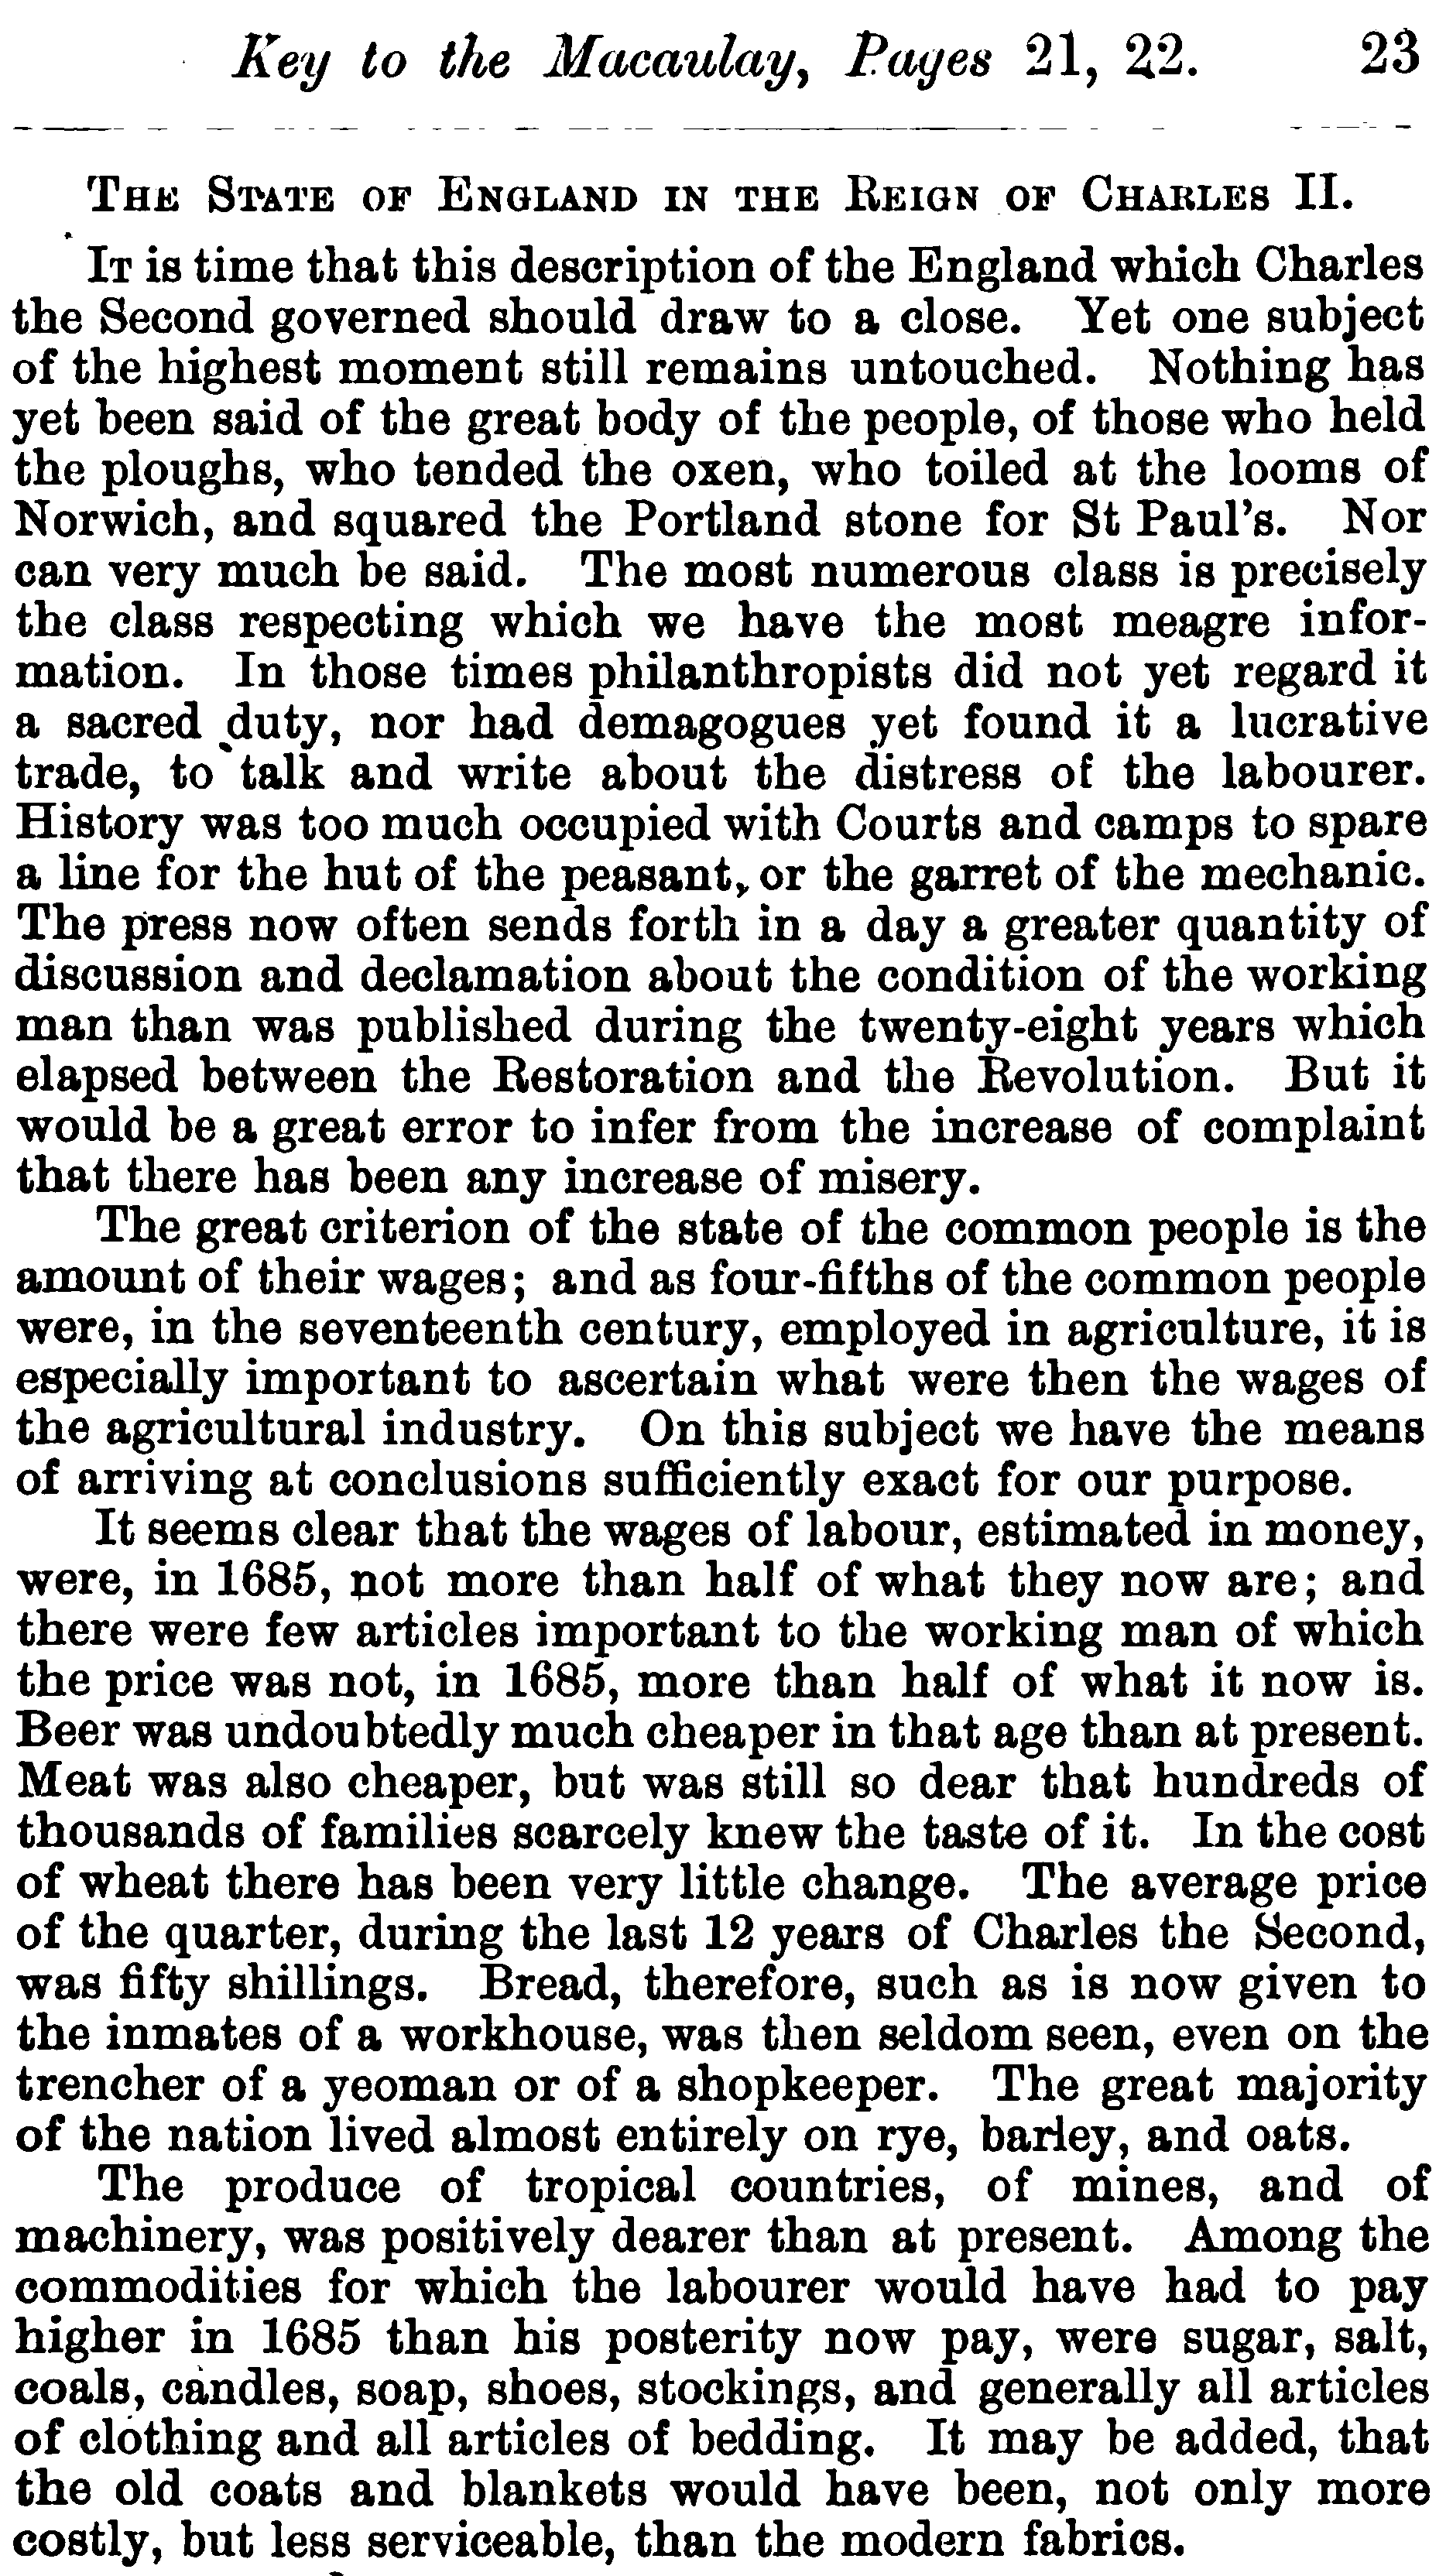 Key to the Macaulay, Pages 21, 22. 23
THE STATE OF ENGLAND IN THE REIGN OF CHARLES II.
IT is time that this description of the England which Charles
the Second governed should draw to a close. Yet one subject
of the highest moment still remains untouched. Nothing has
yet been said of the great body of the people, of those who held
the ploughs, who tended the oxen, who toiled at the looms of
Norwich, and squared the Portland stone for St Paul's. Nor
can very much be said. The most numerous class is precisely
the class respecting which we have the most meagre infor-
mation. In those times philanthropists did not yet regard it
a sacred duty, nor had demagogues yet found it a lucrative
trade, to talk and write about the distress of the labourer.
History was too much occupied with Courts and camps to spare
a line for the hut of the peasant, or the garret of the mechanic.
The press now often sends forth in a day a greater quantity of
discussion and declamation about the condition of the working
man than was published during the twenty-eight years which
elapsed between the Restoration and the Revolution. But it
would be a great error to infer from the increase of complaint
that there has been any increase of misery.
The great criterion of the state of the common people is the
amount of their wages; and as four-fifths of the common people
were, in the seventeenth century, employed in agriculture, it is
especially important to ascertain what were then the wages of
the agricultural industry. On this subject we have the means
of arriving at conclusions sufficiently exact for our purpose.
It seems clear that the wages of labour, estimated in money,
were, in 1685, not more than half of what they now are; and
there were few articles important to the working man of which
the price was not, in 1685, more than half of what it now is.
Beer was undoubtedly much cheaper in that age than at present.
Meat was also cheaper, but was still so dear that hundreds of
thousands of families scarcely knew the taste of it. In the cost
of wheat there has been very little change. The average price
of the quarter, during the last 12 years of Charles the Second,
was fifty shillings. Bread, therefore, such as is now given to
the inmates of a workhouse, was then seldom seen, even on the
trencher of a yeoman or of a shopkeeper. The great majority
of the nation lived almost entirely on rye, barley, and oats.
The produce of tropical countries, of mines, and of
machinery, was positively dearer than at present. Among the
commodities for which the labourer would have had to pay
higher in 1685 than his posterity now pay, were sugar, salt,
coals, candles, soap, shoes, stockings, and generally all articles
of clothing and all articles of bedding. It may be added, that
the old coats and blankets would have been, not only more
costly, but less serviceable, than the modern fabrics.